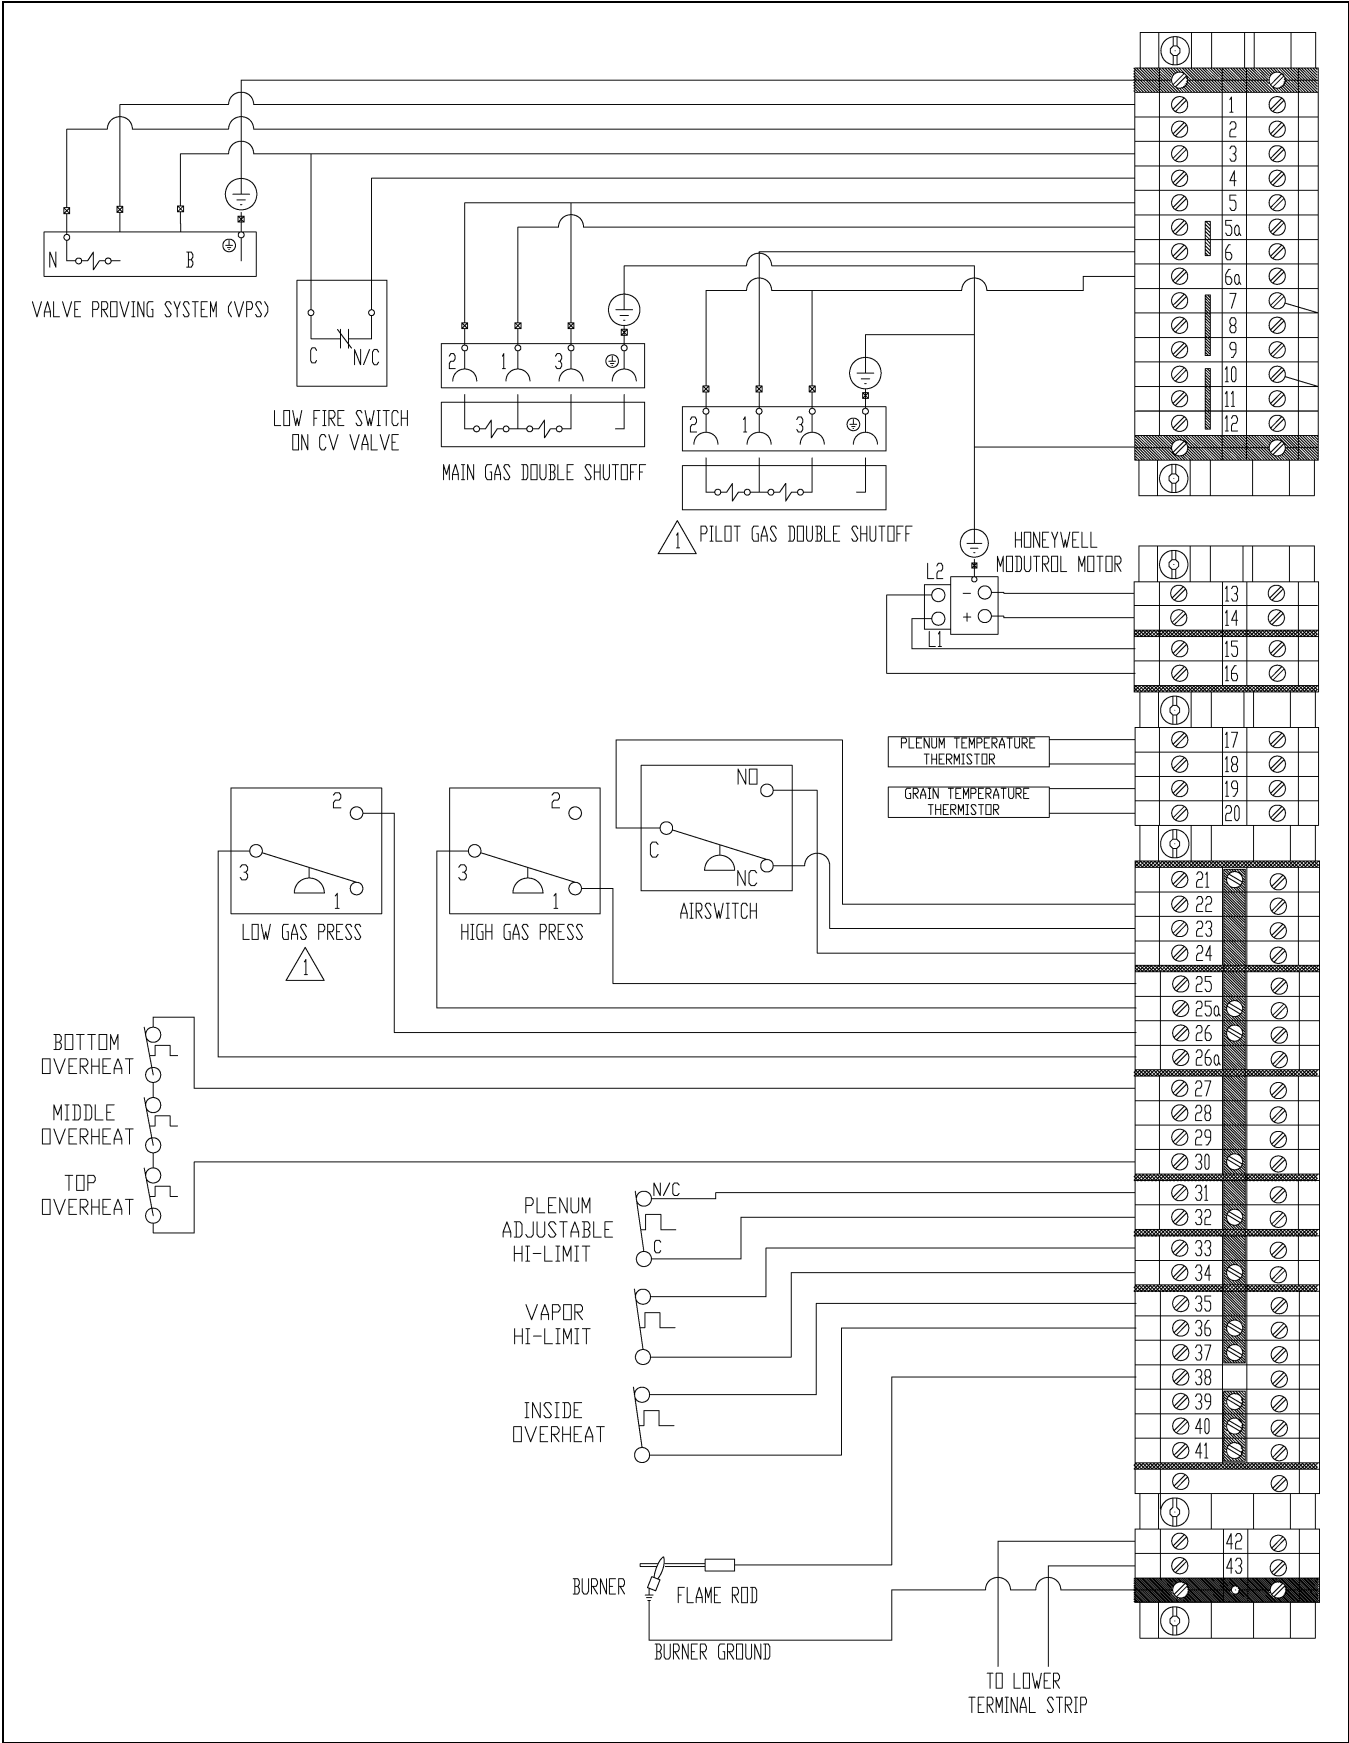 1
2
3
4
5
5a
6
6a
7
8
9
10
11
12
N
B
VALVE PROVING SYSTEM (VPS)
C
N/C
LOW FIRE SWITCH
ON CV VALVE
2
1
3
MAIN GAS DOUBLE SHUTOFF
2
1
3
1
PILOT GAS DOUBLE SHUTOFF
HONEYWELL
MODUTROL MOTOR
L2
-
+
L1
13
14
15
16
PLENUM TEMPERATURE
THERMISTOR
GRAIN TEMPERATURE
THERMISTOR
17
18
19
20
2
3
1
LOW GAS PRESS
1
2
3
1
HIGH GAS PRESS
NO
C
NC
AIRSWITCH
21
22
23
24
25
25a
26
26a
27
28
29
30
31
32
33
34
35
36
37
38
39
40
41
BOTTOM
OVERHEAT
MIDDLE
OVERHEAT
TOP
OVERHEAT
N/C
PLENUM
ADJUSTABLE
HI-LIMIT
C
VAPOR
HI-LIMIT
INSIDE
OVERHEAT
42
43
BURNER
FLAME ROD
BURNER GROUND
TO LOWER
TERMINAL STRIP